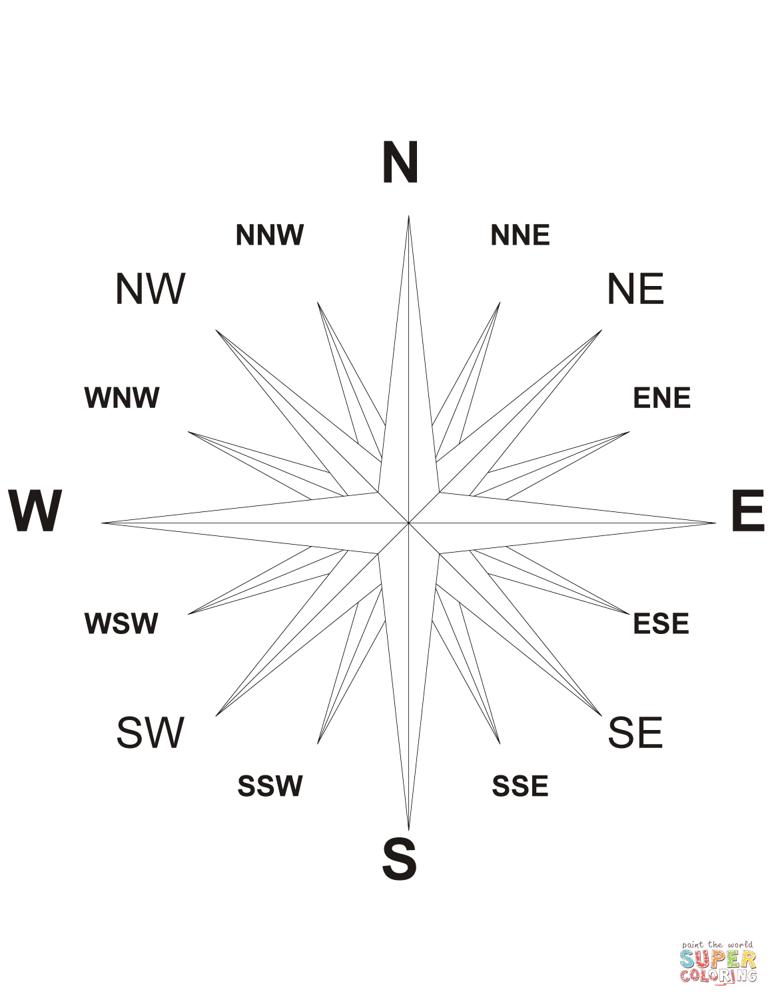 N
NNW NNE
NW NE
WNW ENE
W E
WSW ESE
SW SE
SSW SSE
S
paint the world
SUPER
COLORING